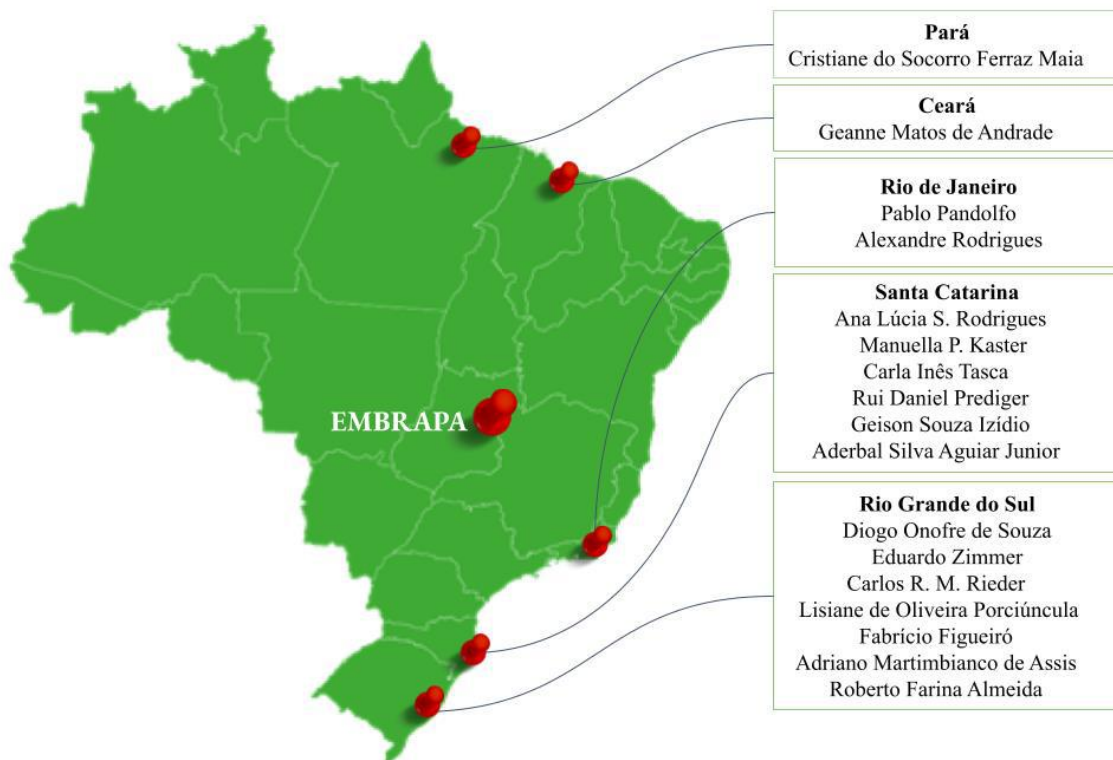 Pará
Cristiane do Socorro Ferraz Maia
Ceará
Geanne Matos de Andrade
Rio de Janeiro
Pablo Pandolfo
Alexandre Rodrigues
Santa Catarina
Ana Lúcia S. Rodrigues
Manuella P. Kaster
Carla Inês Tasca
Rui Daniel Prediger
Geison Souza Izídio
Aderbal Silva Aguiar Junior
EMBRAPA
Rio Grande do Sul
Diogo Onofre de Souza
Eduardo Zimmer
Carlos R. M. Rieder
Lisiane de Oliveira Porciúncula
Fabrício Figueiró
Adriano Martimbianco de Assis
Roberto Farina Almeida